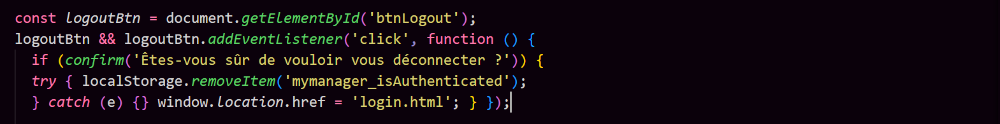 const logoutBtn = document.getElementById('btnLogout');
logoutBtn && logoutBtn.addEventListener('click', function () {
if (confirm('Êtes-vous sûr de vouloir vous déconnecter ?')) {
try { localStorage.removeItem('mymanager_isAuthenticated');
} catch (e) {} window.location.href = 'login.html'; } });